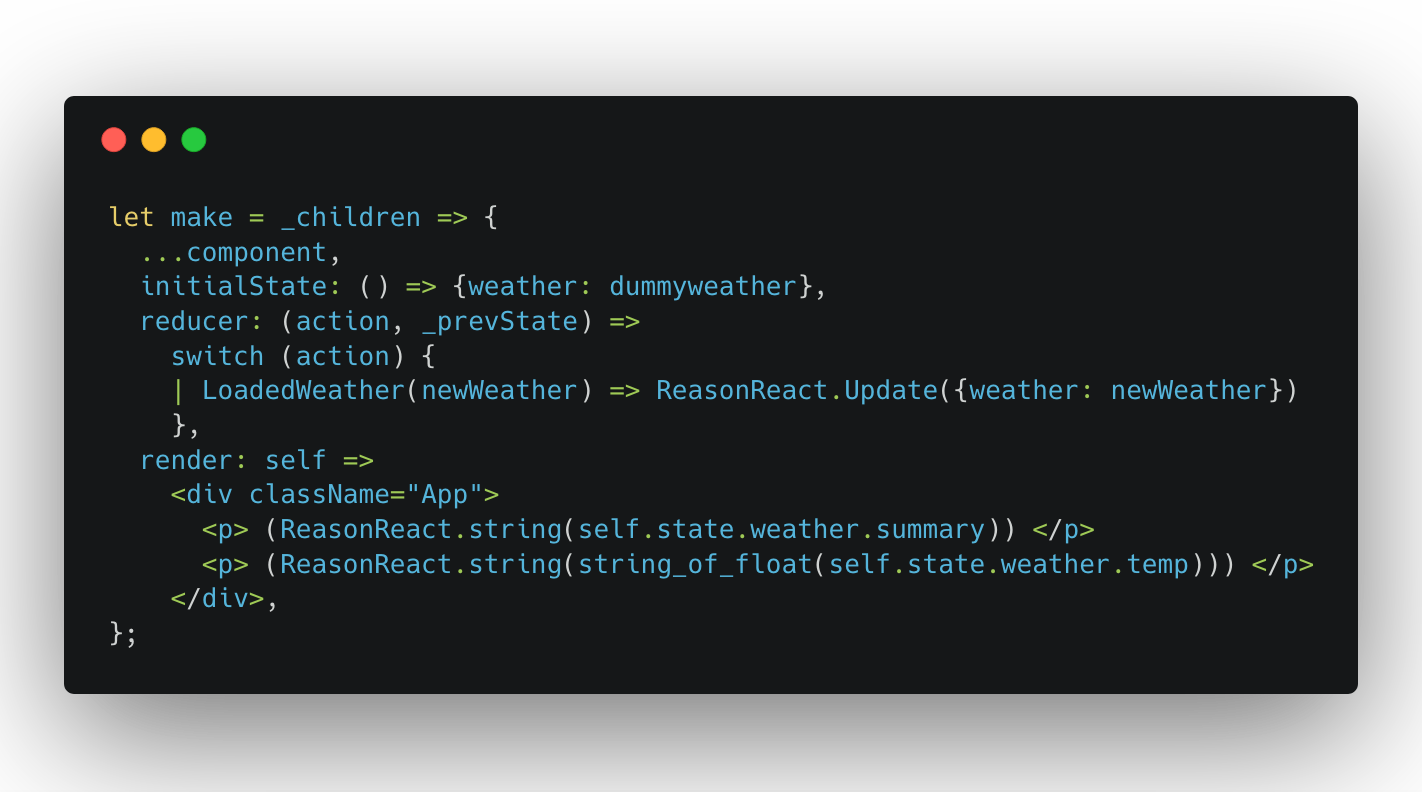 let make = _children => {
  ...component,
  initialState: () => {weather: dummyweather},
  reducer: (action, _prevState) =>
    switch (action) {
    | LoadedWeather(newWeather) => ReasonReact.Update({weather: newWeather})
    },
  render: self =>
    <div className="App">
      <p> (ReasonReact.string(self.state.weather.summary)) </p>
      <p> (ReasonReact.string(string_of_float(self.state.weather.temp))) </p>
    </div>,
};